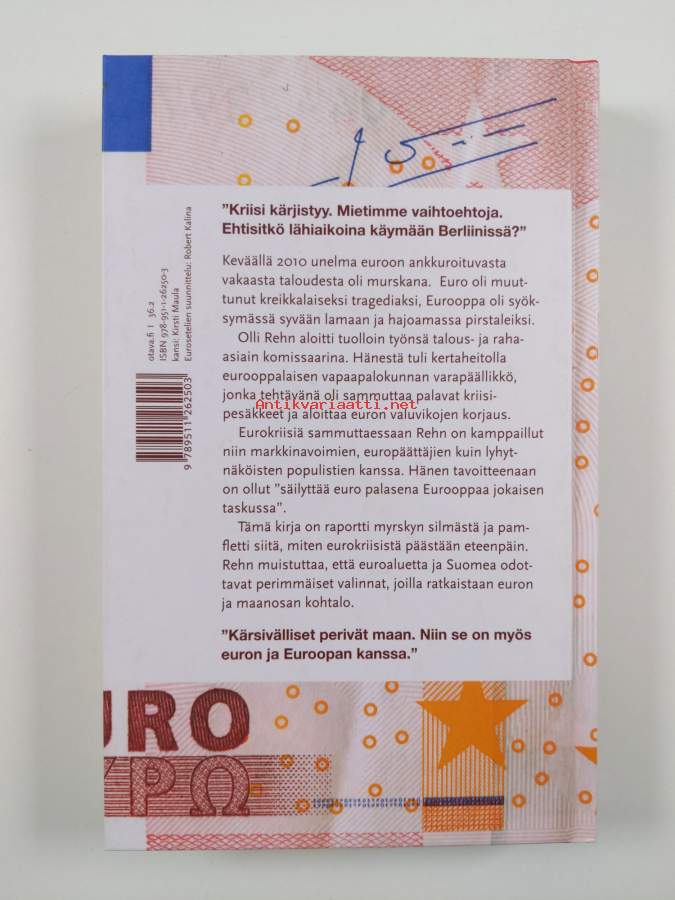 ”Kriisi kärjistyy. Mietimme vaihtoehtoja.
Ehtisitkö lähiaikoina käymään Berliinissä?”
Keväällä 2010 unelma euroon ankkuroituvasta
vakaasta taloudesta oli murskana. Euro oli muut-
tunut kreikkalaiseksi tragediaksi, Eurooppa oli syök-
symässä syvään lamaan ja hajoamassa pirstaleiksi.
Olli Rehn aloitti tuolloin työnsä talous- ja raha-
asiain komissaarina. Hänestä tuli kertaheitolla
eurooppalaisen vapaapalokunnan varapäällikkö,
jonka tehtävänä oli sammuttaa palavat kriisi-
pesäkkeet ja aloittaa euron valuvikojen korjaus.
Eurokriisiä sammuttaessaan Rehn on kamppaillut
niin markkinavoimien, europäättäjien kuin lyhyt-
näköisten populistien kanssa. Hänen tavoitteenaan
on ollut ”säilyttää euro palasena Eurooppaa jokaisen
taskussa”.
Tämä kirja on raportti myrskyn silmästä ja pam-
fletti siitä, miten eurokriisistä päästään eteenpäin.
Rehn muistuttaa, että euroaluetta ja Suomea odot-
tavat perimmäiset valinnat, joilla ratkaistaan euron
ja maanosan kohtalo.
”Kärsivälliset perivät maan. Niin se on myös
euron ja Euroopan kanssa.”
otava.fi | 36.2
ISBN 978-951-1-26250-3
kansi: Kirsti Maula
Eurosetelien suunnittelu: Robert Kalina
9 789511 262503
Antikvariaatti.net
URO
ΥΡΩ